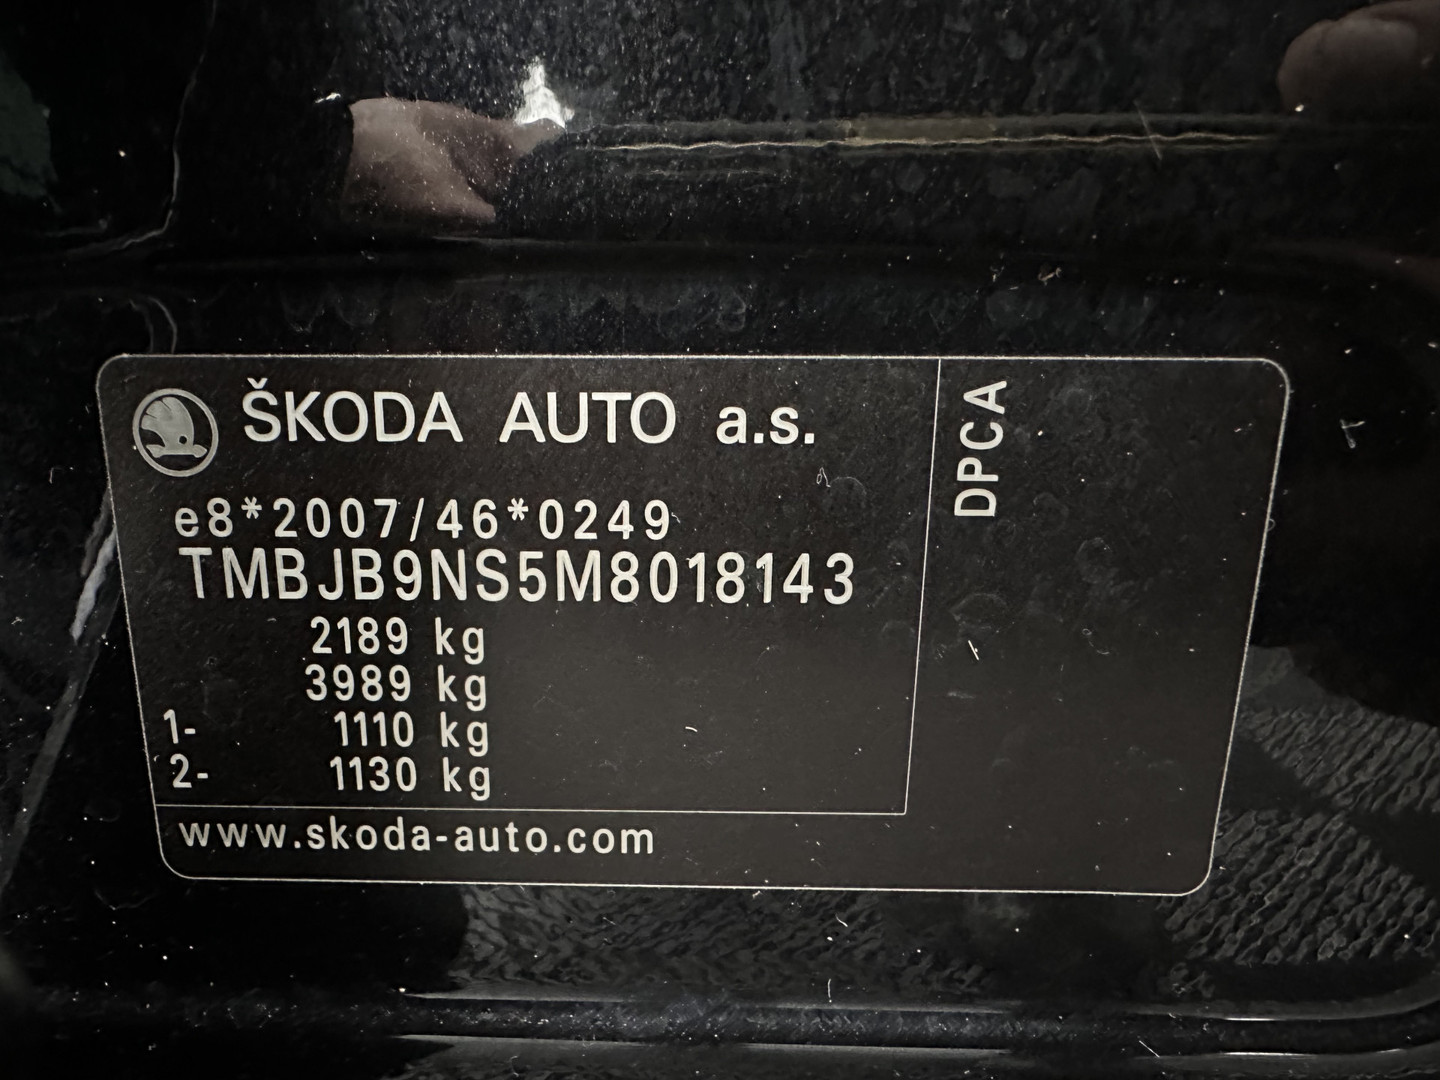 ŠKODA AUTO a.s.
e8*2007/46*0249
TMBJB9NS5M8018143
2189 kg
3989 kg
1- 1110 kg
2- 1130 kg
www.skoda-auto.com
DPCA